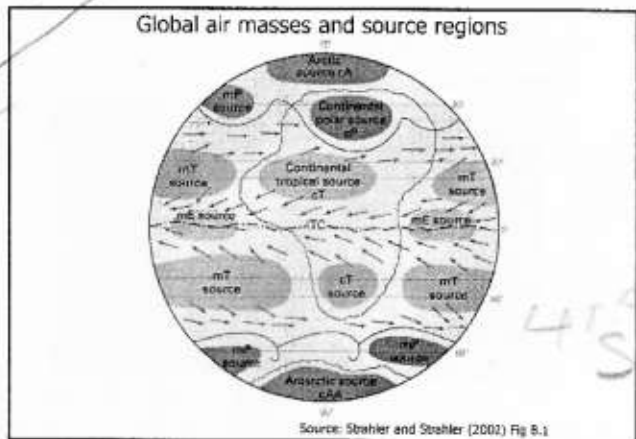 Global air masses and source regions
Arctic
source cA
mP
source
Continental
polar source
cP
mT
source
Continental
tropical source
cT
mT
source
mE source
ITC
mE source
mT
source
cT
source
mT
source
mP
source
mP
source
Antarctic source
cAA
Source: Strahler and Strahler (2002) Fig 8.1